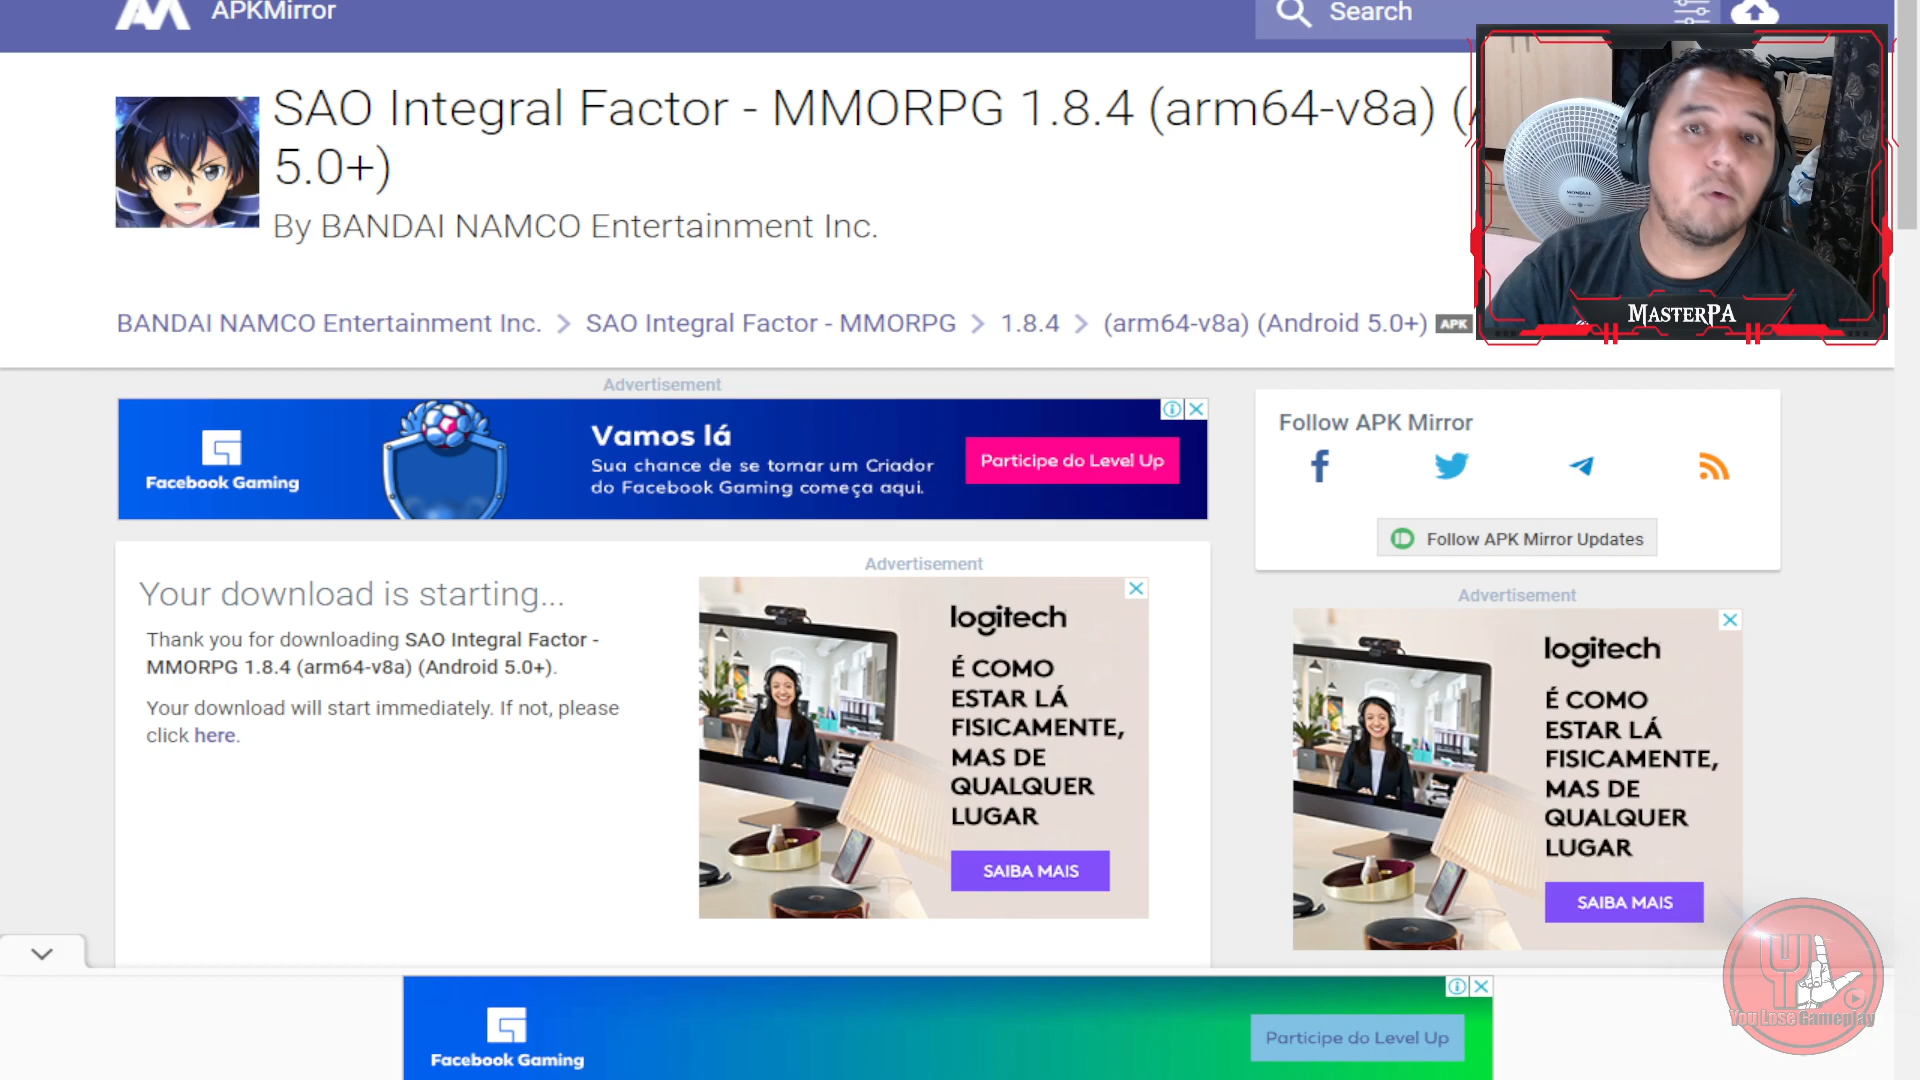 APKMirror
Search
SAO Integral Factor - MMORPG 1.8.4 (arm64-v8a) (
5.0+)
By BANDAI NAMCO Entertainment Inc.
MONDIAL
MASTERPA
BANDAI NAMCO Entertainment Inc. > SAO Integral Factor - MMORPG > 1.8.4 > (arm64-v8a) (Android 5.0+) APK
Advertisement
Facebook Gaming
Vamos lá
Sua chance de se tornar um Criador
do Facebook Gaming começa aqui.
Participe do Level Up
Follow APK Mirror
Follow APK Mirror Updates
Your download is starting...
Thank you for downloading SAO Integral Factor -
MMORPG 1.8.4 (arm64-v8a) (Android 5.0+).
Your download will start immediately. If not, please
click here.
Advertisement
logitech
É COMO
ESTAR LÁ
FISICAMENTE,
MAS DE
QUALQUER
LUGAR
SAIBA MAIS
Advertisement
logitech
É COMO
ESTAR LÁ
FISICAMENTE,
MAS DE
QUALQUER
LUGAR
SAIBA MAIS
You Lose Gameplay
Facebook Gaming
Participe do Level Up